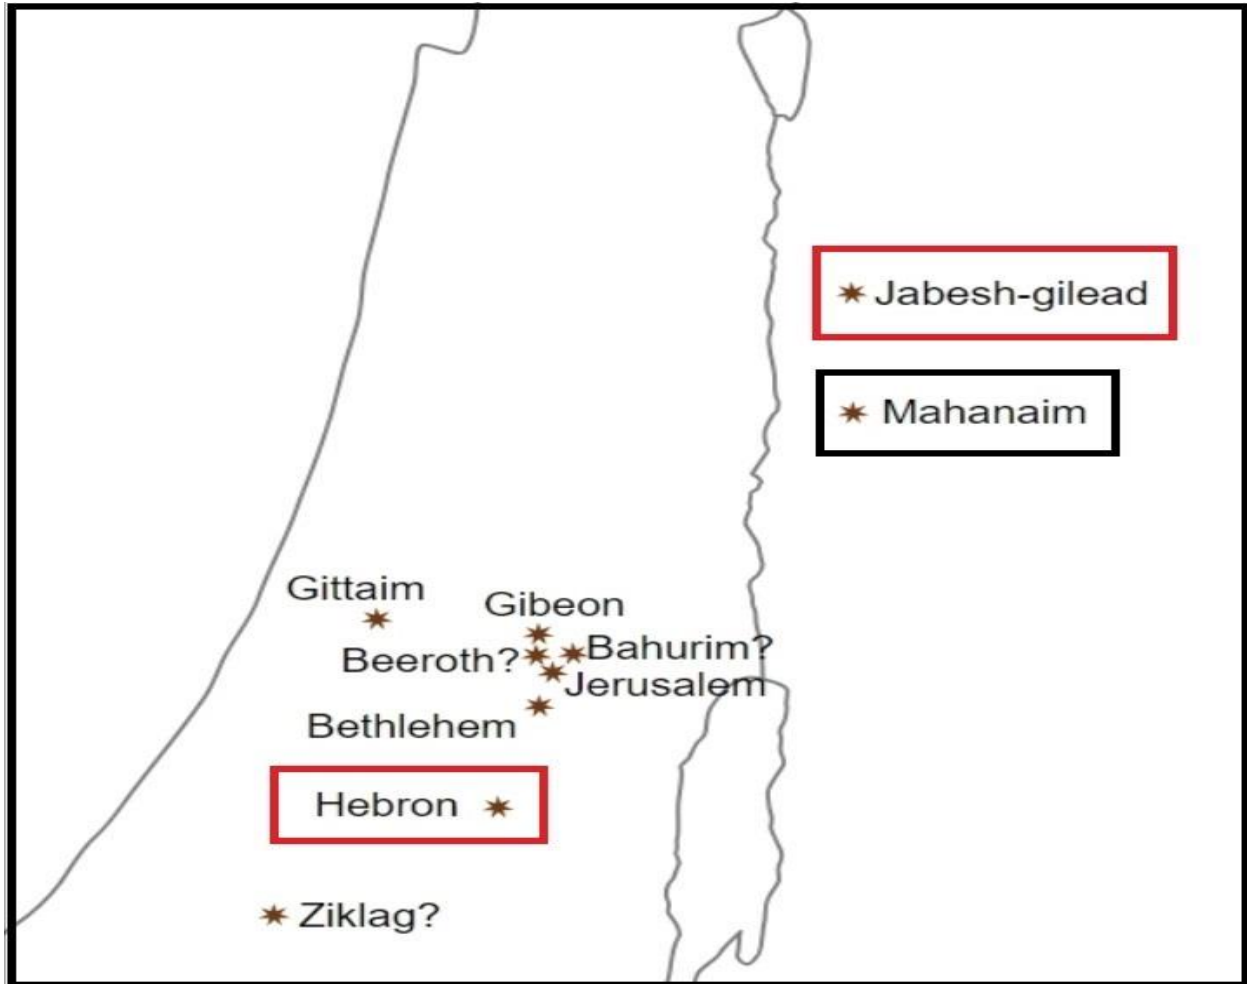 Jabesh-gilead
Mahanaim
Gittaim
Gibeon
Bahurim?
Beeroth?
Jerusalem
Bethlehem
Hebron
Ziklag?